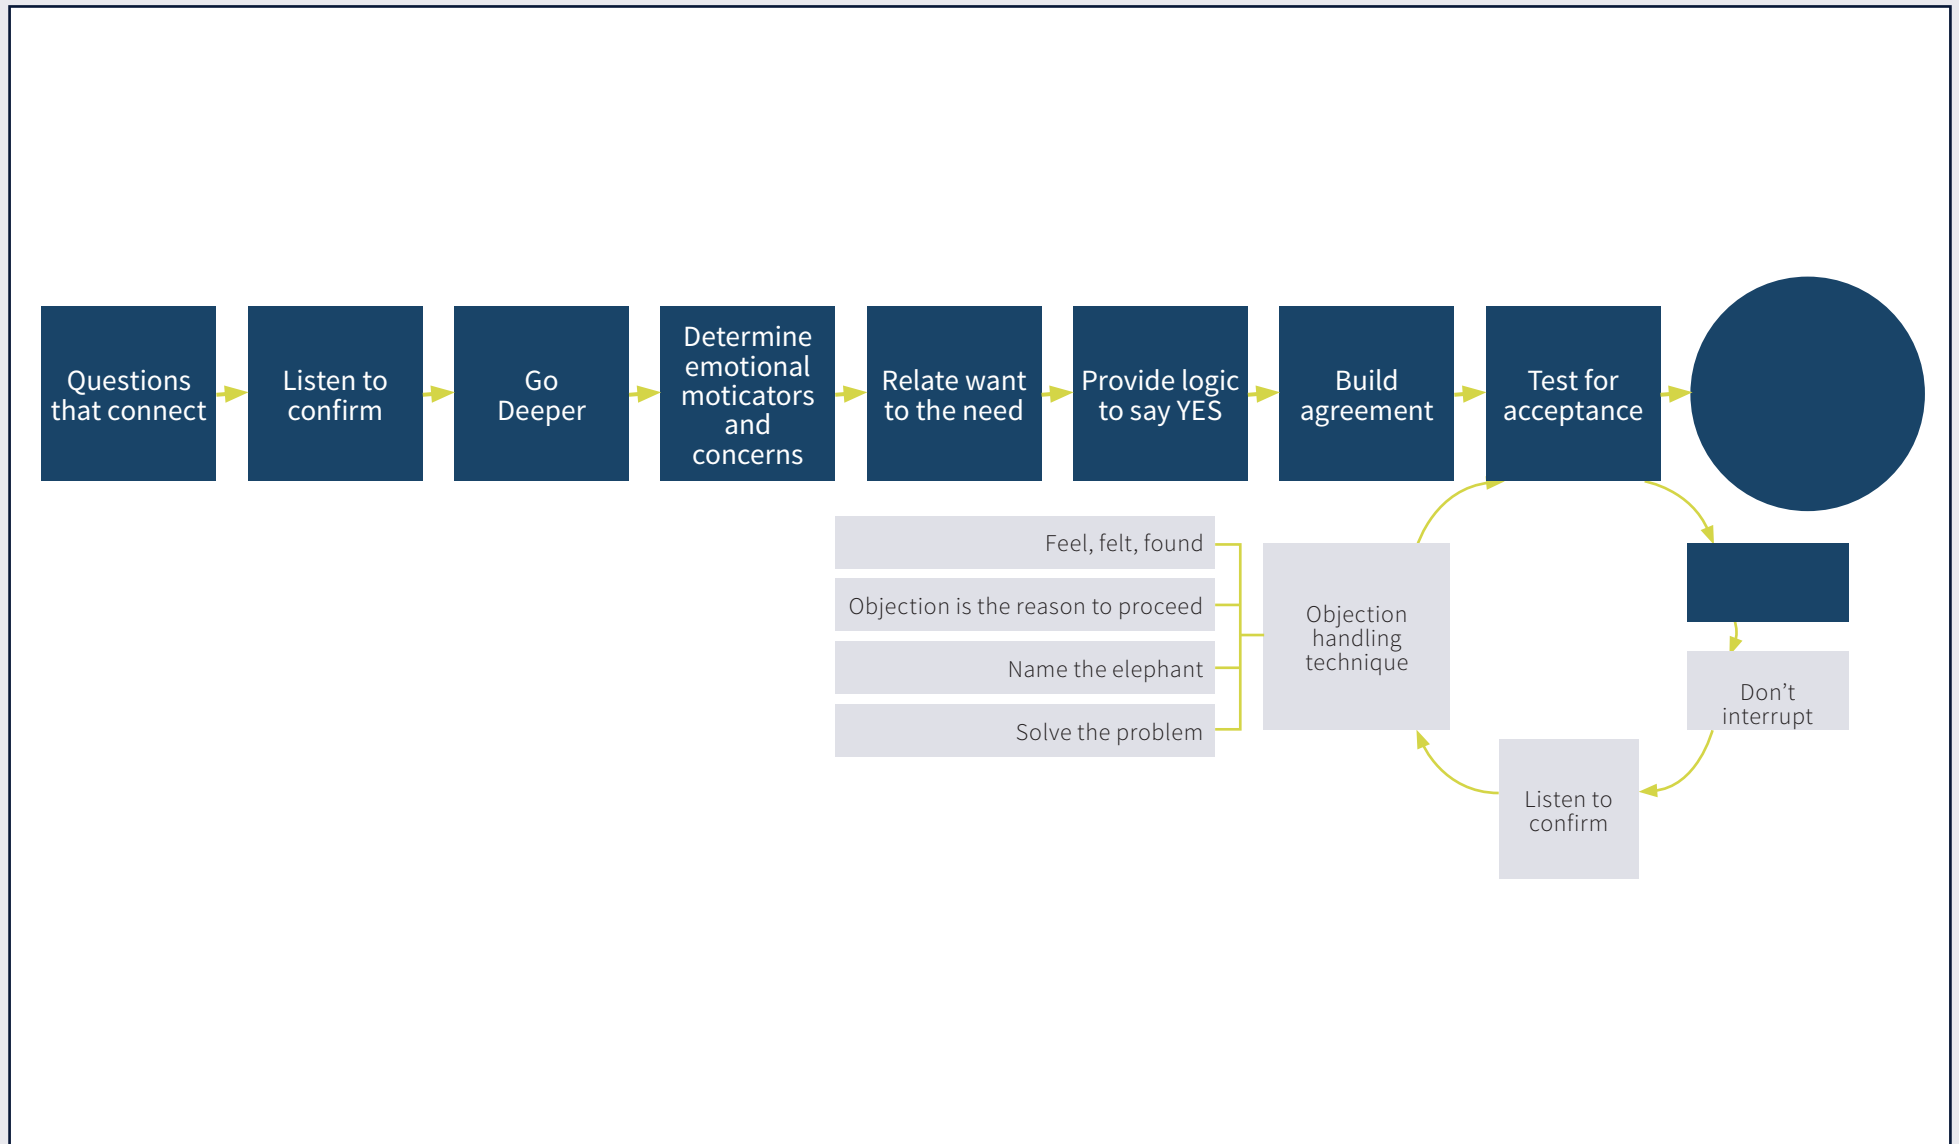 Questions
that connect
Listen to
confirm
Go
Deeper
Determine
emotional
moticators
and
concerns
Relate want
to the need
Provide logic
to say YES
Build
agreement
Test for
acceptance
Feel, felt, found
Objection is the reason to proceed
Name the elephant
Solve the problem
Objection
handling
technique
Don’t
interrupt
Listen to
confirm